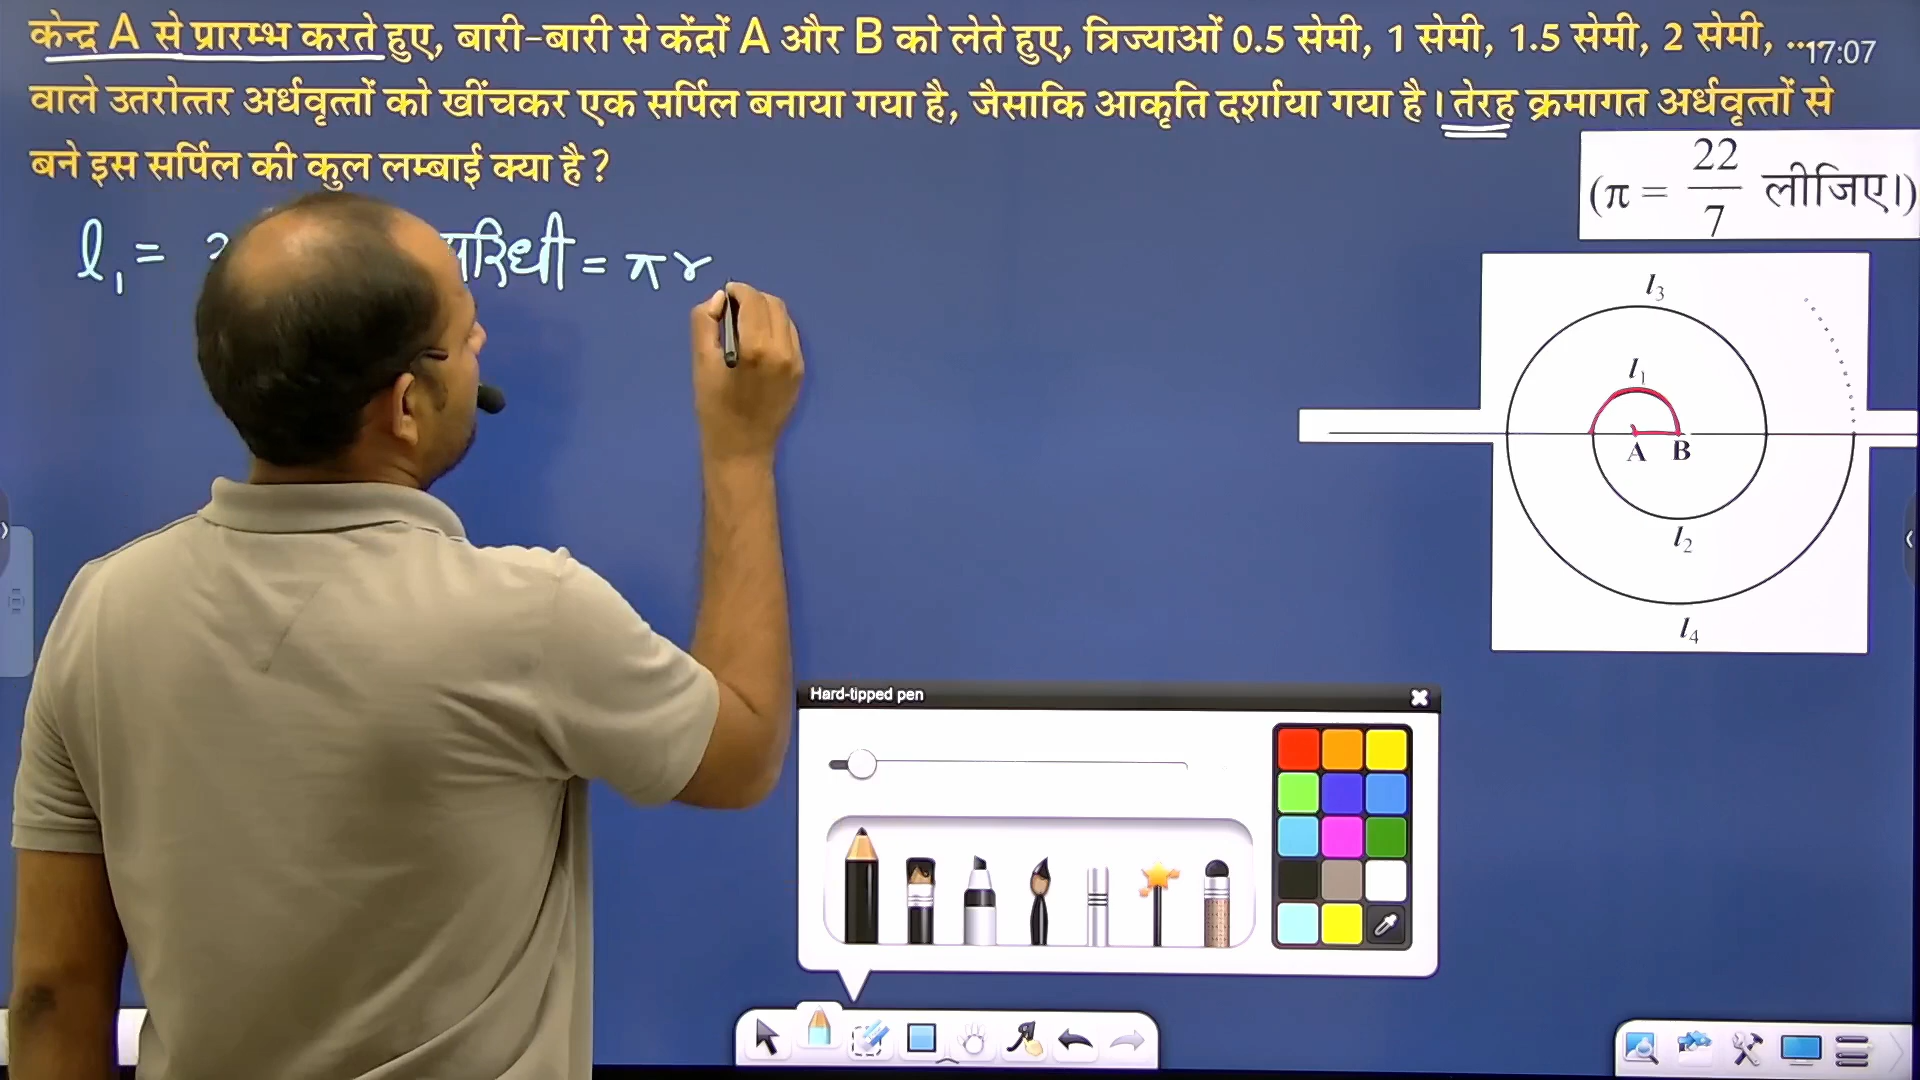 केन्द्र A से प्रारम्भ करते हुए, बारी-बारी से केंद्रों A और B को लेते हुए, त्रिज्याओं 0.5 सेमी, 1 सेमी, 1.5 सेमी, 2 सेमी, ....
17:07
वाले उतरोत्तर अर्धवृत्तों को खींचकर एक सर्पिल बनाया गया है, जैसाकि आकृति दर्शाया गया है। तेरह क्रमागत अर्धवृत्तों से
बने इस सर्पिल की कुल लम्बाई क्या है ?
(π = 22/7 लीजिए।)
l₁ = परिधी = πr
l₃
l₁
A B
l₂
l₄
Hard-tipped pen